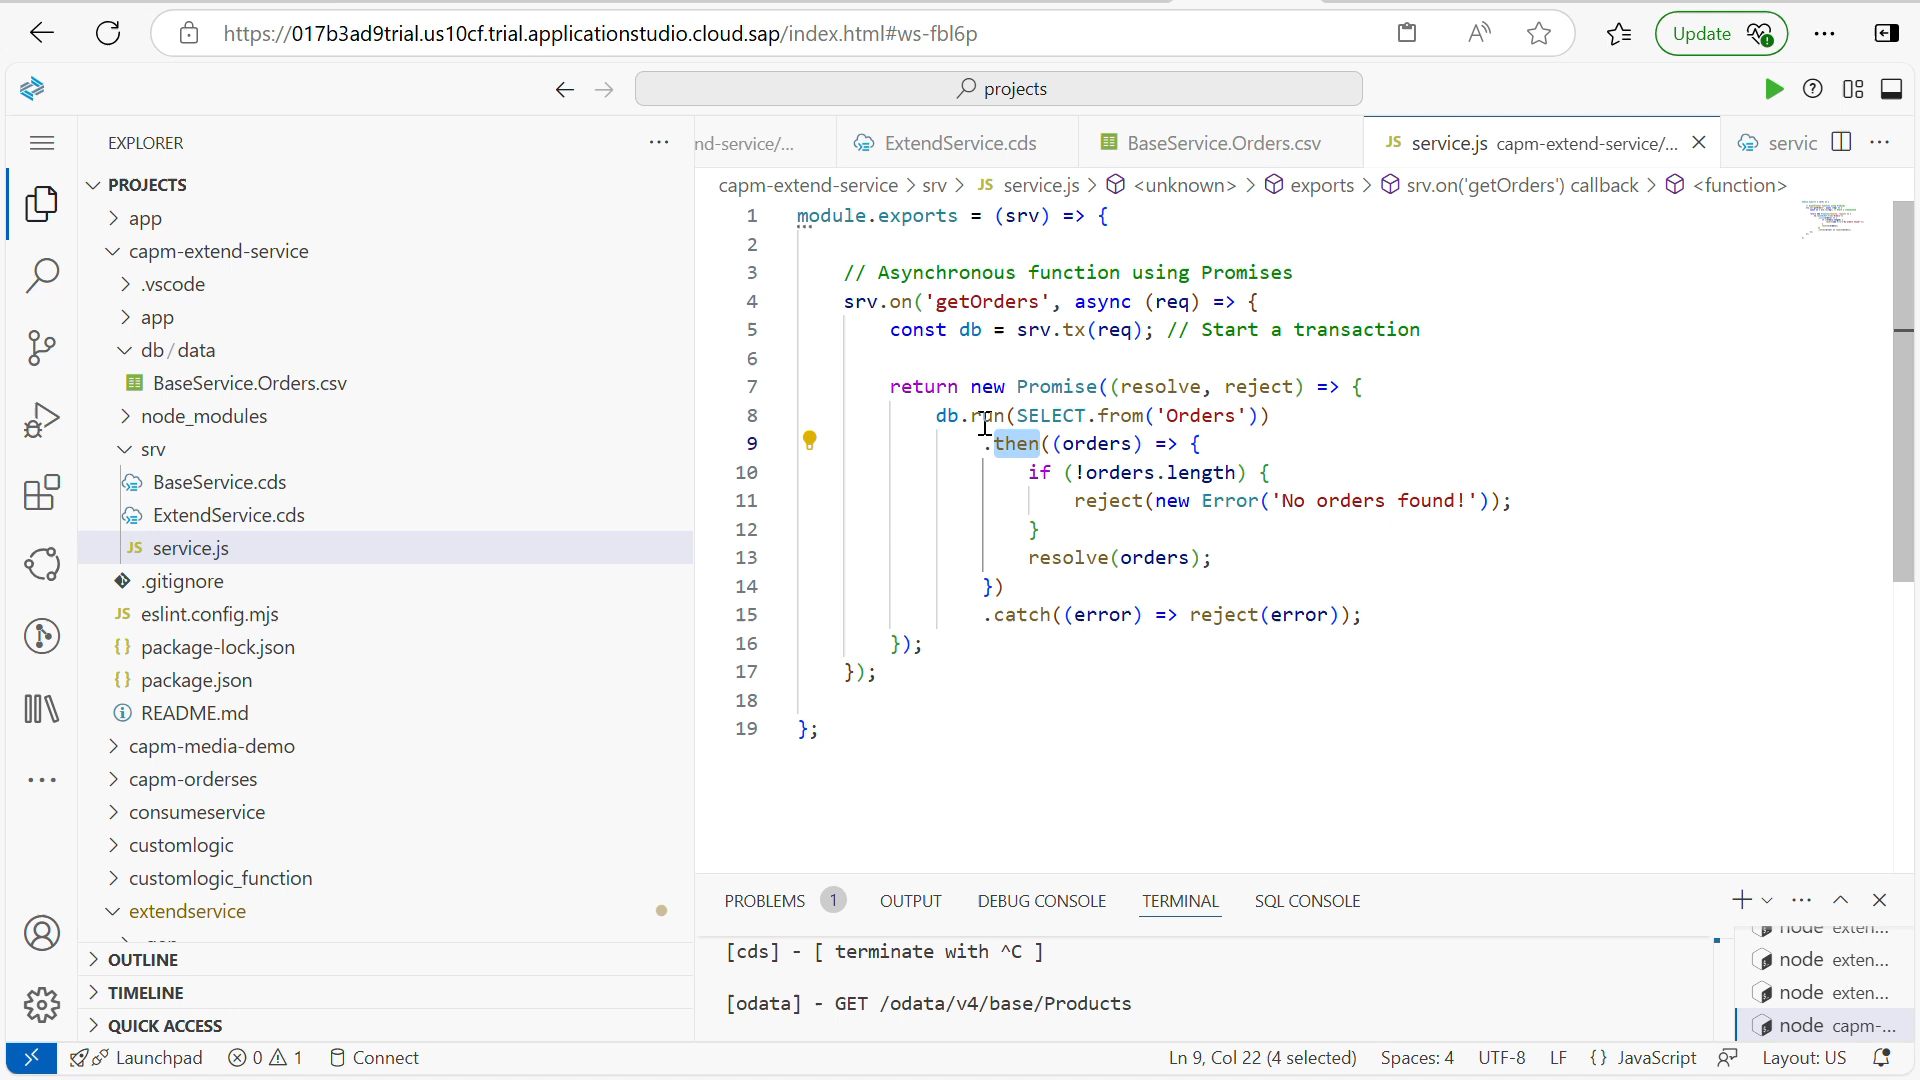 https://017b3ad9trial.us10cf.trial.applicationstudio.cloud.sap/index.html#ws-fbl6p
Update
projects
EXPLORER
PROJECTS
app
capm-extend-service
.vscode
app
db / data
BaseService.Orders.csv
node_modules
srv
BaseService.cds
ExtendService.cds
JS service.js
.gitignore
JS eslint.config.mjs
{} package-lock.json
{} package.json
README.md
capm-media-demo
capm-orderses
consumeservice
customlogic
customlogic_function
extendservice
OUTLINE
TIMELINE
QUICK ACCESS
nd-service/... ExtendService.cds BaseService.Orders.csv JS service.js capm-extend-service/... servic
capm-extend-service > srv > JS service.js > <unknown> > exports > srv.on('getOrders') callback > <function>
1 module.exports = (srv) => {
2
3 // Asynchronous function using Promises
4 srv.on('getOrders', async (req) => {
5 const db = srv.tx(req); // Start a transaction
6
7 return new Promise((resolve, reject) => {
8 db.run(SELECT.from('Orders'))
9 .then((orders) => {
10 if (!orders.length) {
11 reject(new Error('No orders found!'));
12 }
13 resolve(orders);
14 })
15 .catch((error) => reject(error));
16 });
17 });
18
19 };
PROBLEMS 1 OUTPUT DEBUG CONSOLE TERMINAL SQL CONSOLE
[cds] - [ terminate with ^C ]
[odata] - GET /odata/v4/base/Products
node exten...
node exten...
node exten...
node capm-...
Launchpad 0 1 Connect
Ln 9, Col 22 (4 selected) Spaces: 4 UTF-8 LF {} JavaScript Layout: US